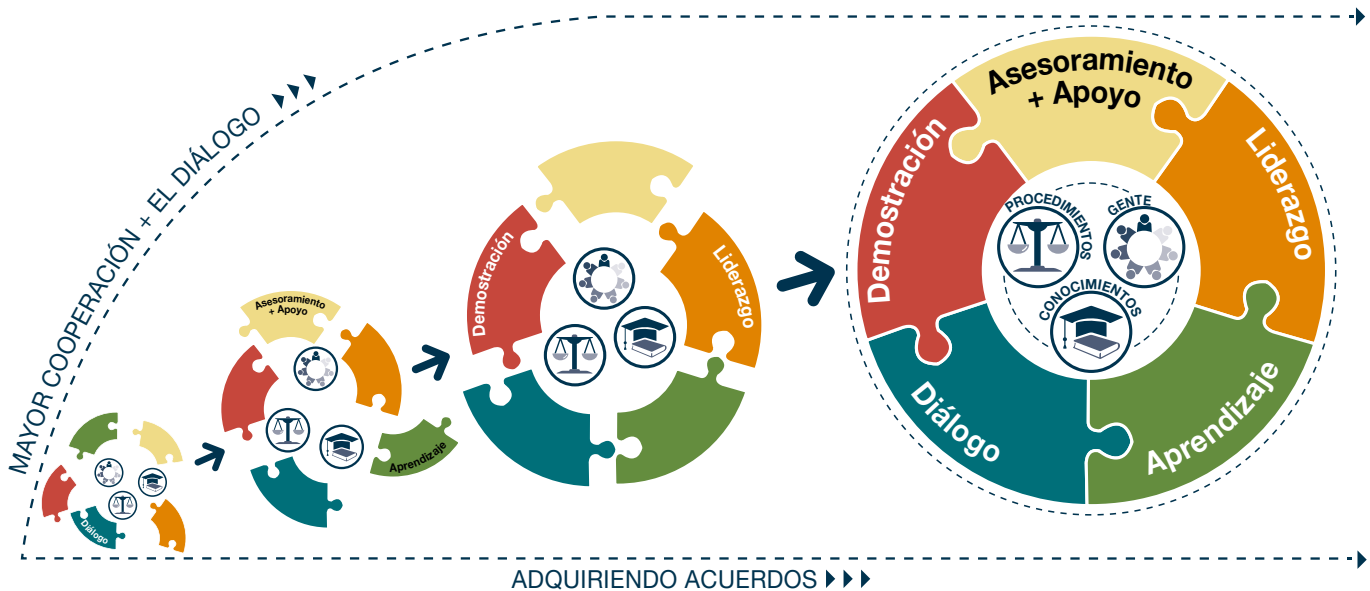 MAYOR COOPERACIÓN + EL DIÁLOGO
Diálogo
Asesoramiento
+ Apoyo
Aprendizaje
Demostración
Liderazgo
Asesoramiento
+ Apoyo
Demostración
Liderazgo
PROCEDIMIENTOS
GENTE
CONOCIMIENTOS
Diálogo
Aprendizaje
ADQUIRIENDO ACUERDOS